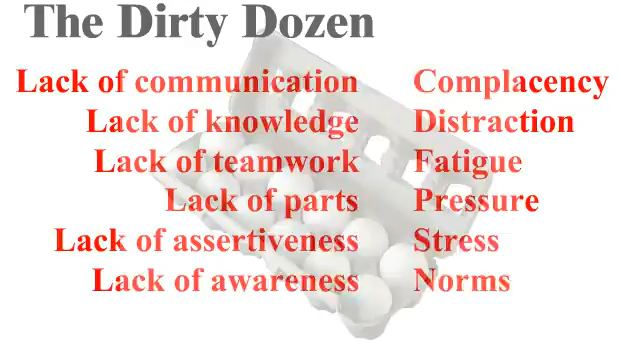 The Dirty Dozen
Lack of communication
Lack of knowledge
Lack of teamwork
Lack of parts
Lack of assertiveness
Lack of awareness
Complacency
Distraction
Fatigue
Pressure
Stress
Norms